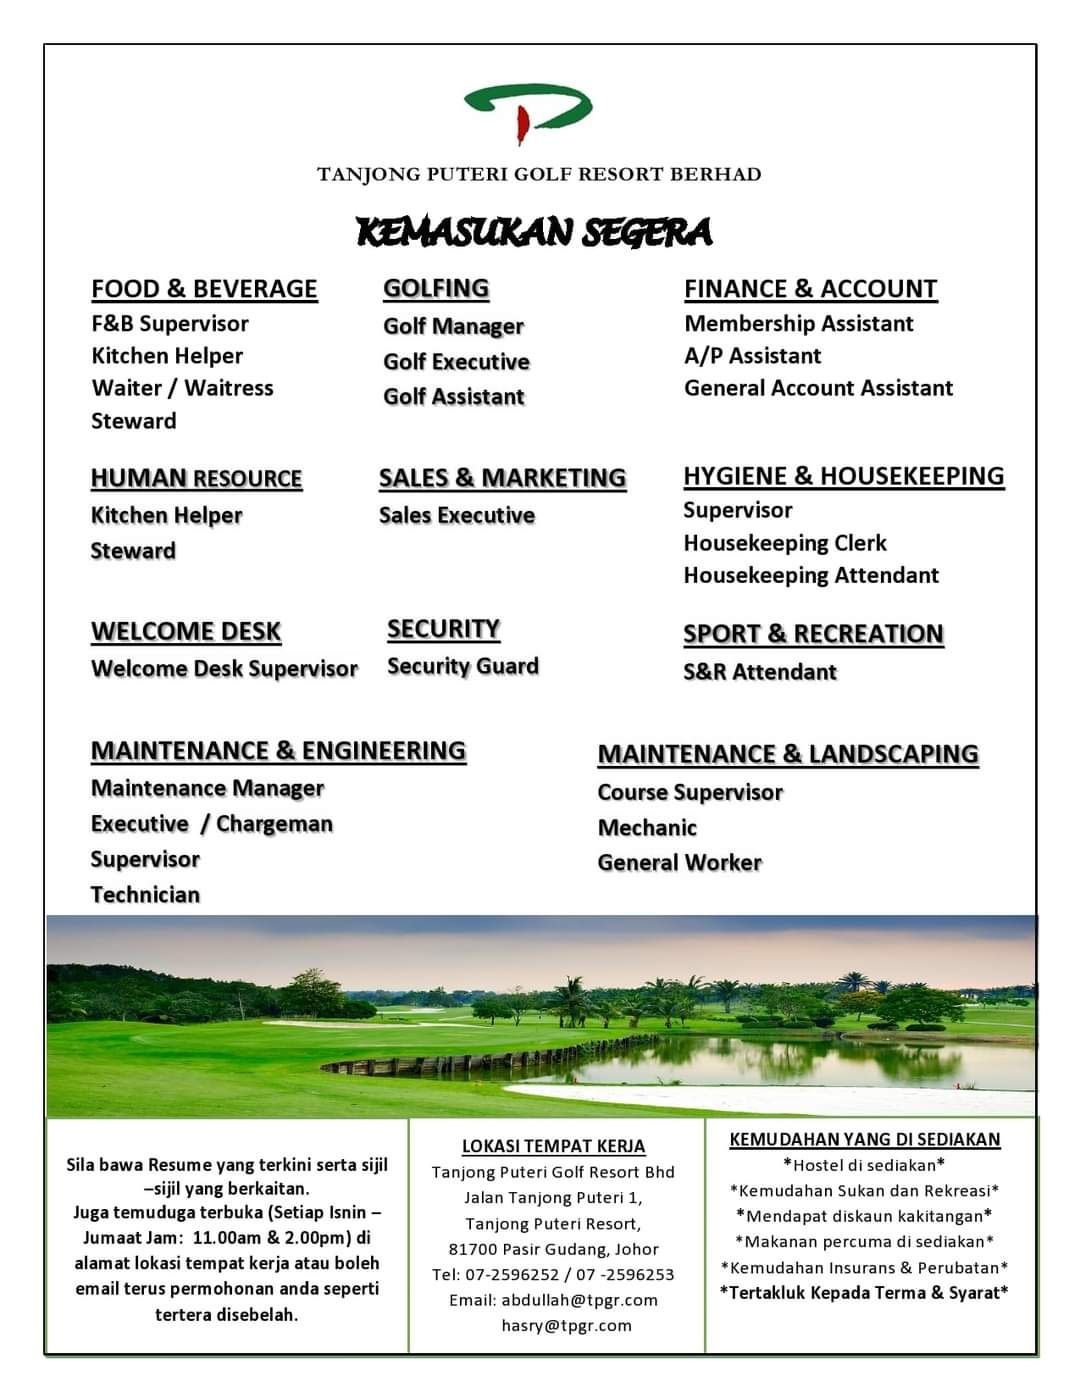 TANJONG PUTERI GOLF RESORT BERHAD
KEMASUKAN SEGERA
FOOD & BEVERAGE
F&B Supervisor
Kitchen Helper
Waiter / Waitress
Steward
GOLFING
Golf Manager
Golf Executive
Golf Assistant
FINANCE & ACCOUNT
Membership Assistant
A/P Assistant
General Account Assistant
HUMAN RESOURCE
Kitchen Helper
Steward
SALES & MARKETING
Sales Executive
HYGIENE & HOUSEKEEPING
Supervisor
Housekeeping Clerk
Housekeeping Attendant
WELCOME DESK
Welcome Desk Supervisor
SECURITY
Security Guard
SPORT & RECREATION
S&R Attendant
MAINTENANCE & ENGINEERING
Maintenance Manager
Executive / Chargeman
Supervisor
Technician
MAINTENANCE & LANDSCAPING
Course Supervisor
Mechanic
General Worker
Sila bawa Resume yang terkini serta sijil
–sijil yang berkaitan.
Juga temuduga terbuka (Setiap Isnin –
Jumaat Jam: 11.00am & 2.00pm) di
alamat lokasi tempat kerja atau boleh
email terus permohonan anda seperti
tertera disebelah.
LOKASI TEMPAT KERJA
Tanjong Puteri Golf Resort Bhd
Jalan Tanjong Puteri 1,
Tanjong Puteri Resort,
81700 Pasir Gudang, Johor
Tel: 07-2596252 / 07 -2596253
Email: abdullah@tpgr.com
hasry@tpgr.com
KEMUDAHAN YANG DI SEDIAKAN
*Hostel di sediakan*
*Kemudahan Sukan dan Rekreasi*
*Mendapat diskaun kakitangan*
*Makanan percuma di sediakan*
*Kemudahan Insurans & Perubatan*
*Tertakluk Kepada Terma & Syarat*